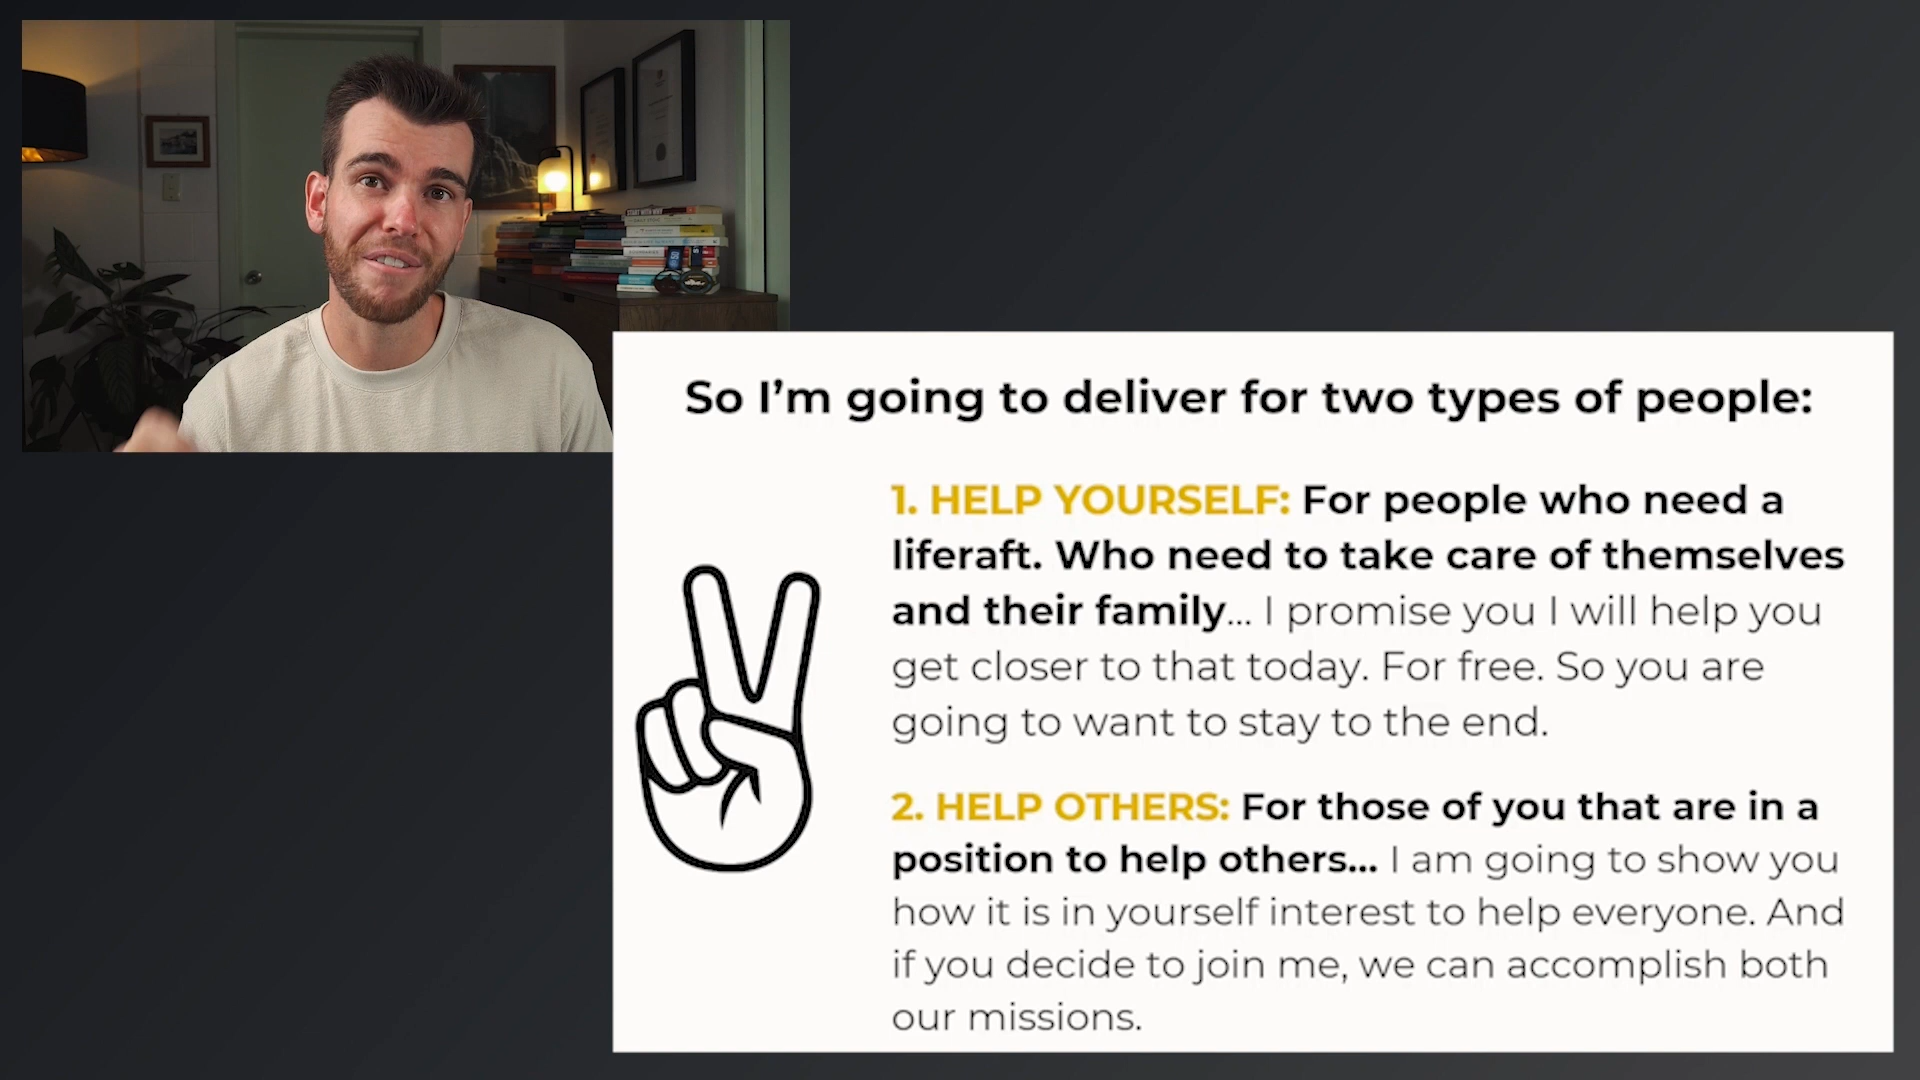 START WITH WHY
So I'm going to deliver for two types of people:
1. HELP YOURSELF: For people who need a
liferaft. Who need to take care of themselves
and their family... I promise you I will help you
get closer to that today. For free. So you are
going to want to stay to the end.
2. HELP OTHERS: For those of you that are in a
position to help others... I am going to show you
how it is in yourself interest to help everyone. And
if you decide to join me, we can accomplish both
our missions.